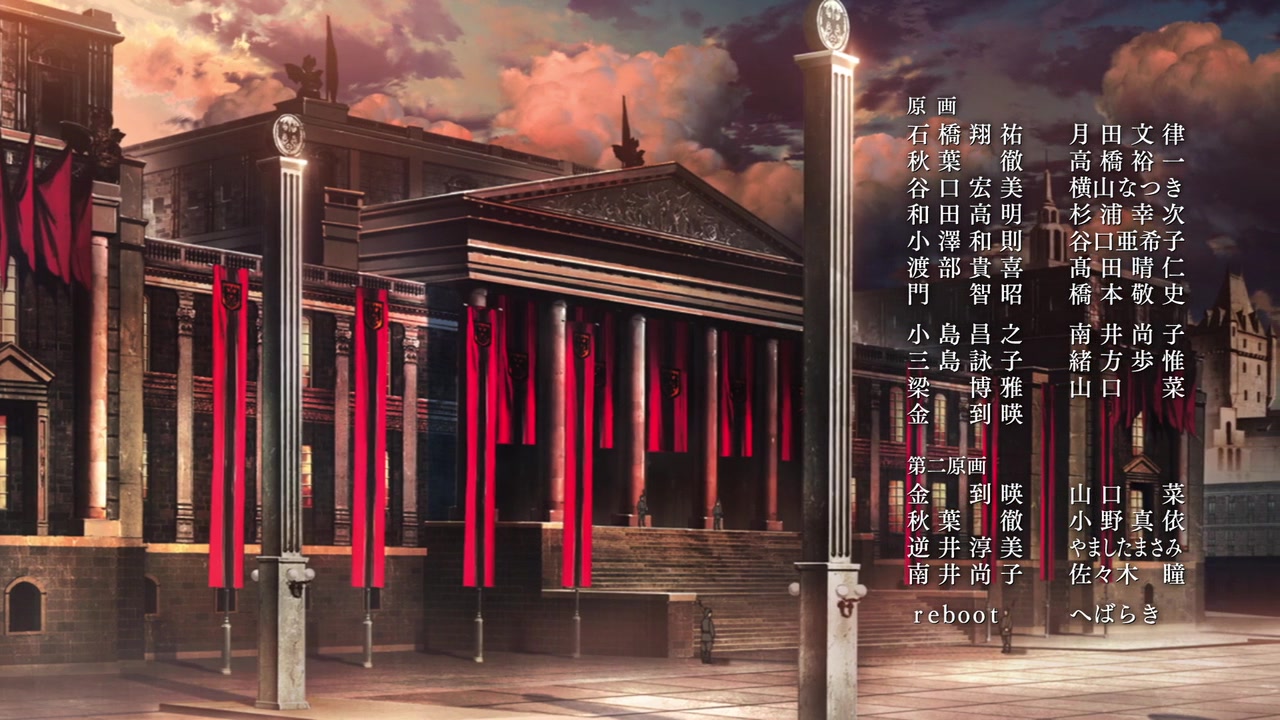 原画
石橋翔祐 月田文律
秋葉徹 高橋裕一
谷口宏美 横山なつき
和田高明 杉浦幸次
小澤和則 谷口亜希子
渡部貴喜 髙田晴仁
門智昭 橋本敬史
小島昌之 南井尚子
三島詠子 緒方歩惟
梁博雅 山口菜
金到暎
第二原画
金到暎 山口菜
秋葉徹 小野真依
逆井淳美 やましたまさみ
南井尚子 佐々木瞳
reboot へばらき